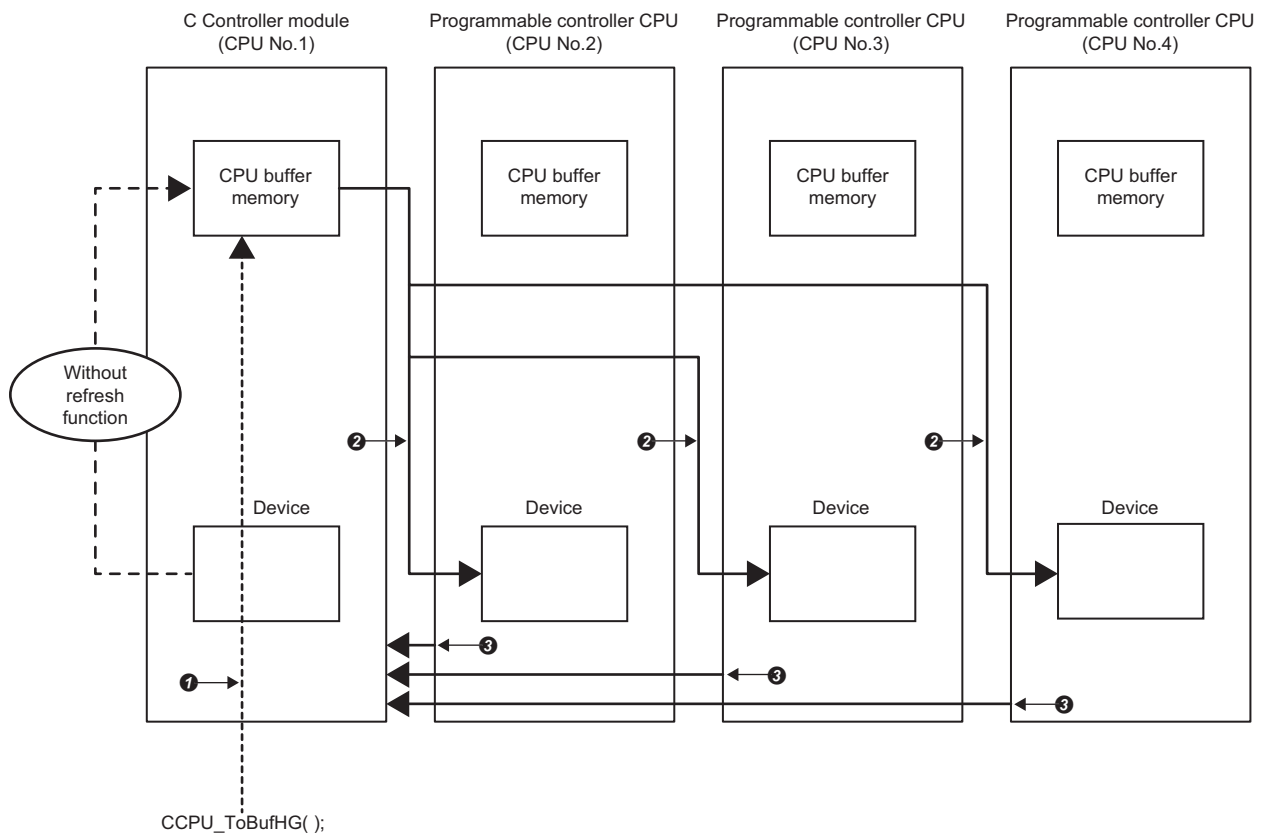 C Controller module
(CPU No.1)
Programmable controller CPU
(CPU No.2)
Programmable controller CPU
(CPU No.3)
Programmable controller CPU
(CPU No.4)
CPU buffer
memory
CPU buffer
memory
CPU buffer
memory
CPU buffer
memory
Without
refresh
function
2
2
2
Device
Device
Device
Device
3
3
1
3
CCPU_ToBufHG( );